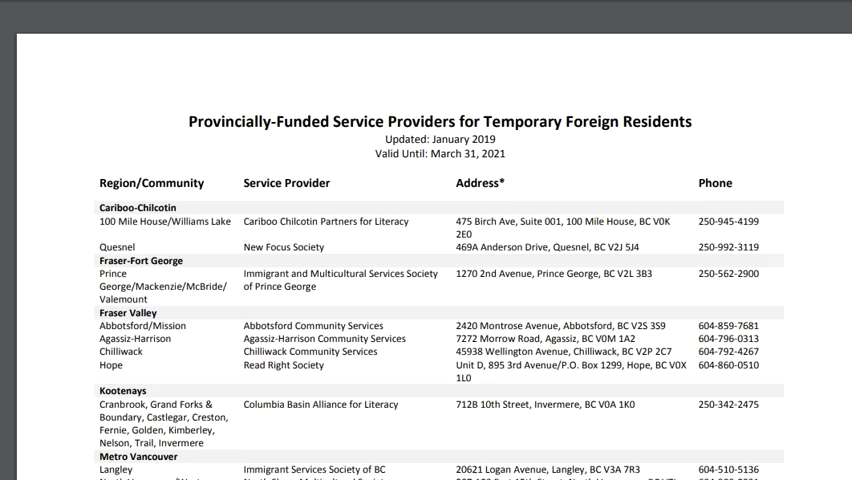 Provincially-Funded Service Providers for Temporary Foreign Residents
Updated: January 2019
Valid Until: March 31, 2021
Region/Community Service Provider Address* Phone
Cariboo-Chilcotin
100 Mile House/Williams Lake Cariboo Chilcotin Partners for Literacy 475 Birch Ave, Suite 001, 100 Mile House, BC V0K 250-945-4199
2E0
Quesnel New Focus Society 469A Anderson Drive, Quesnel, BC V2J 5J4 250-992-3119
Fraser-Fort George
Prince Immigrant and Multicultural Services Society 1270 2nd Avenue, Prince George, BC V2L 3B3 250-562-2900
George/Mackenzie/McBride/ of Prince George
Valemount
Fraser Valley
Abbotsford/Mission Abbotsford Community Services 2420 Montrose Avenue, Abbotsford, BC V2S 3S9 604-859-7681
Agassiz-Harrison Agassiz-Harrison Community Services 7272 Morrow Road, Agassiz, BC V0M 1A2 604-796-0313
Chilliwack Chilliwack Community Services 45938 Wellington Avenue, Chilliwack, BC V2P 2C7 604-792-4267
Hope Read Right Society Unit D, 895 3rd Avenue/P.O. Box 1299, Hope, BC V0X 604-860-0510
1L0
Kootenays
Cranbrook, Grand Forks & Columbia Basin Alliance for Literacy 712B 10th Street, Invermere, BC V0A 1K0 250-342-2475
Boundary, Castlegar, Creston,
Fernie, Golden, Kimberley,
Nelson, Trail, Invermere
Metro Vancouver
Langley Immigrant Services Society of BC 20621 Logan Avenue, Langley, BC V3A 7R3 604-510-5136